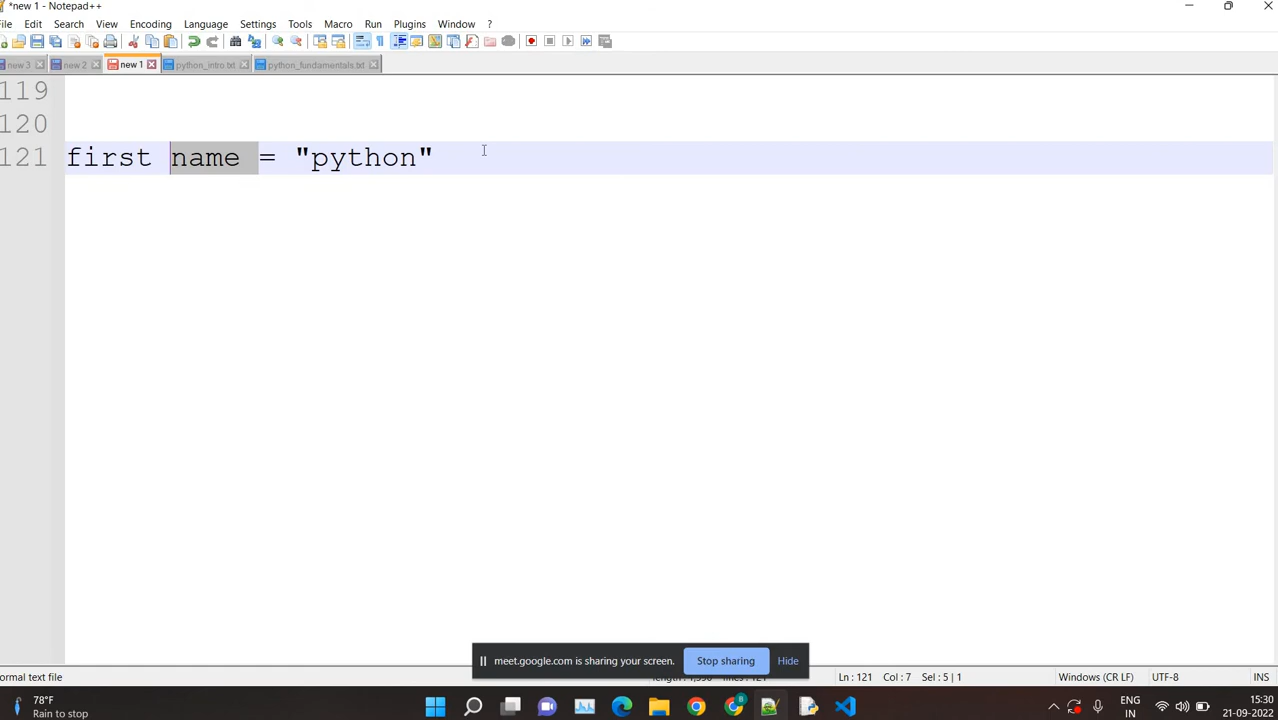 *new 1 - Notepad++
File Edit Search View Encoding Language Settings Tools Macro Run Plugins Window ?
new 3 new 2 new 1 python_intro.txt python_fundamentals.txt
119
120
121 first name = "python"
meet.google.com is sharing your screen. Stop sharing Hide
ormal text file Ln : 121 Col : 7 Sel : 5 | 1 Windows (CR LF) UTF-8 INS
78°F
Rain to stop
ENG
IN
15:30
21-09-2022